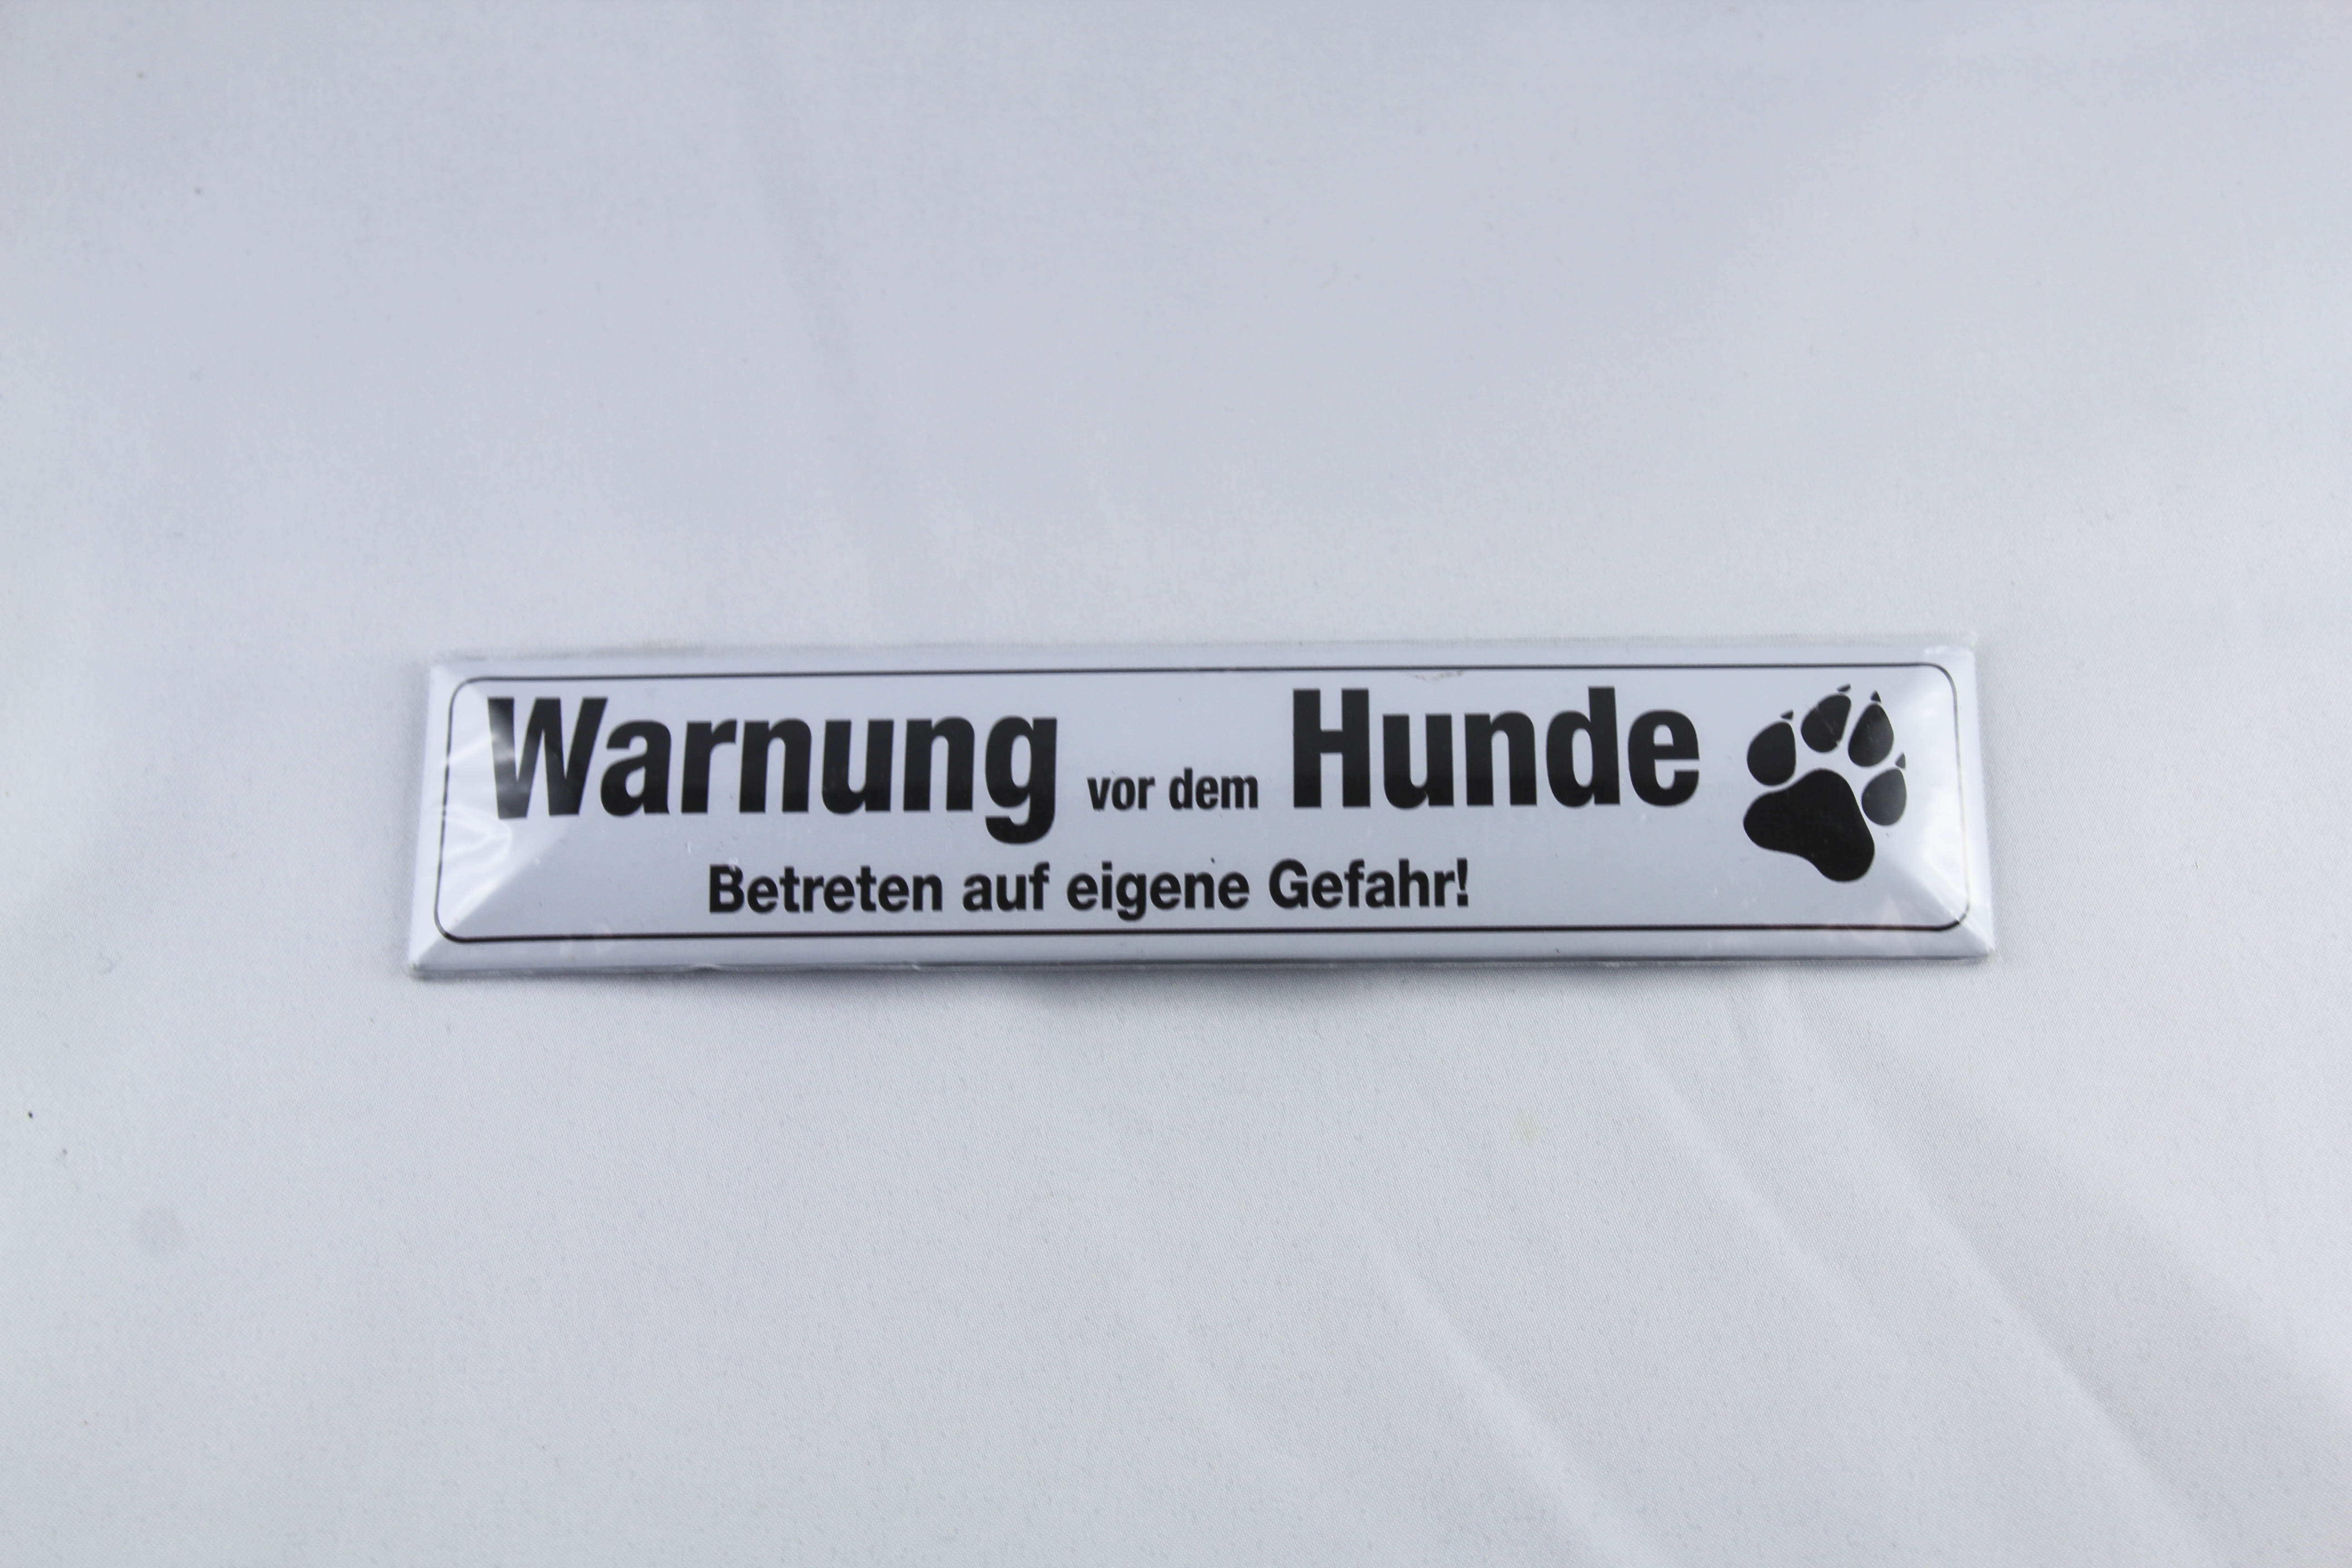 Warnung vor dem Hunde
Betreten auf eigene Gefahr!